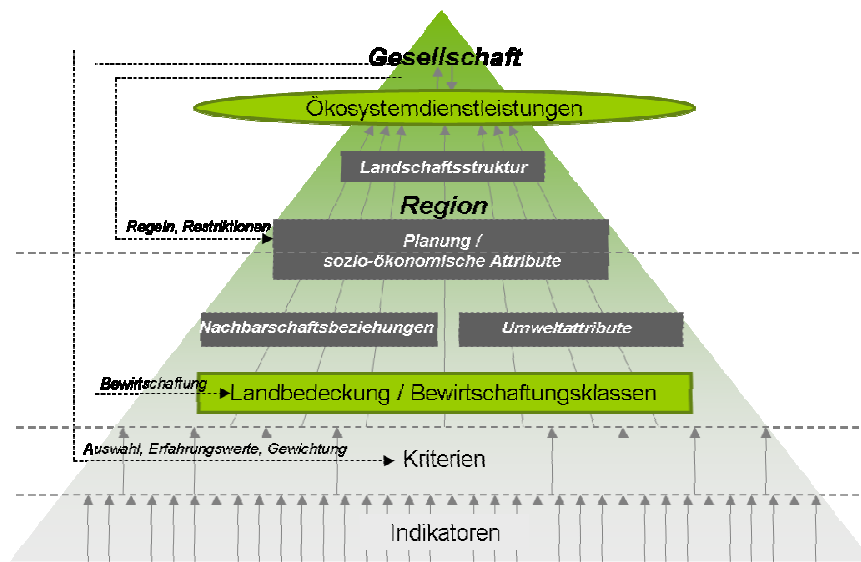 Gesellschaft
Ökosystemdienstleistungen
Landschaftsstruktur
Region
Regeln, Restriktionen
Planung /
sozio-ökonomische Attribute
Nachbarschaftsbeziehungen
Umweltattribute
Bewirtschaftung
Landbedeckung / Bewirtschaftungsklassen
Auswahl, Erfahrungswerte, Gewichtung
Kriterien
Indikatoren